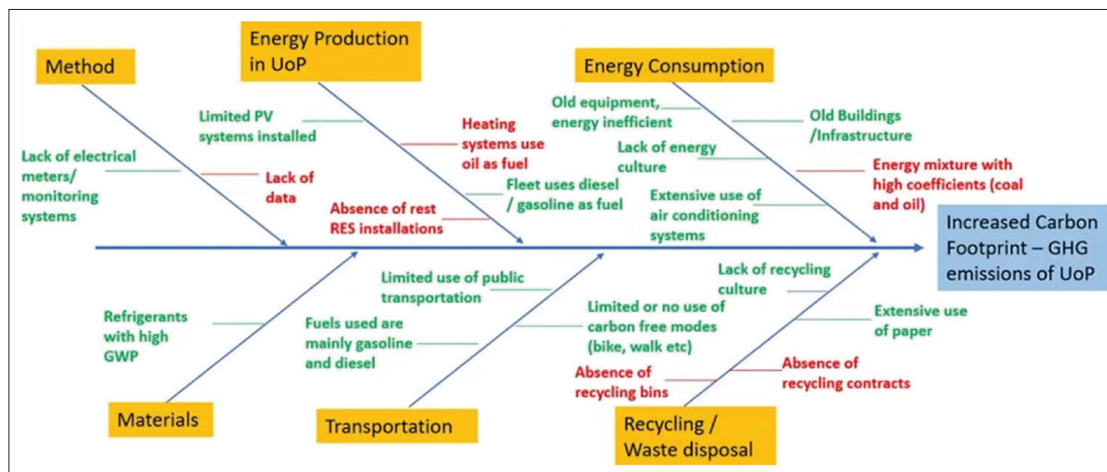 Energy Production
in UoP
Method
Energy Consumption
Limited PV
systems installed
Heating
systems use
oil as fuel
Old equipment,
energy inefficient
Old Buildings
/Infrastructure
Lack of electrical
meters/
monitoring
systems
Lack of
data
Lack of energy
culture
Energy mixture with
high coefficients (coal
and oil)
Fleet uses diesel
/ gasoline as fuel
Absence of rest
RES installations
Extensive use of
air conditioning
systems
Increased Carbon
Footprint – GHG
emissions of UoP
Refrigerants
with high
GWP
Limited use of public
transportation
Fuels used are
mainly gasoline
and diesel
Limited or no use of
carbon free modes
(bike, walk etc)
Lack of recycling
culture
Extensive use
of paper
Absence of
recycling bins
Absence of
recycling contracts
Materials
Transportation
Recycling /
Waste disposal